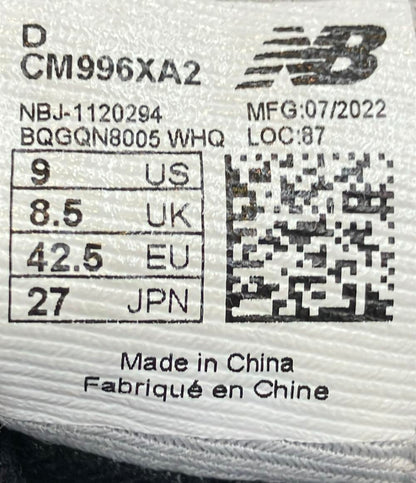 D
CM996XA2
NB
NBJ-1120294 MFG:07/2022
BQGQN8005 WHQ LOC:87
9 US
8.5 UK
42.5 EU
27 JPN
Made in China
Fabriqué en Chine